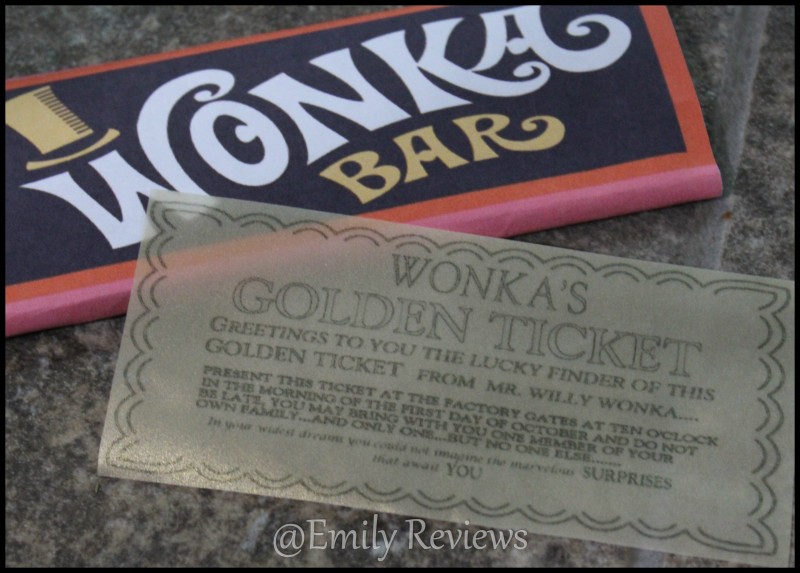 WONKA
BAR
WONKA'S
GOLDEN TICKET
GREETINGS TO YOU THE LUCKY FINDER OF THIS
GOLDEN TICKET FROM MR. WILLY WONKA....
PRESENT THIS TICKET AT THE FACTORY GATES AT TEN O'CLOCK
IN THE MORNING OF THE FIRST DAY OF OCTOBER AND DO NOT
BE LATE, YOU MAY BRING WITH YOU ONE MEMBER OF YOUR
OWN FAMILY...AND ONLY ONE...BUT NO ONE ELSE.......
In your widest dreams you could not imagine the marvelous SURPRISES
that await YOU
@Emily Reviews